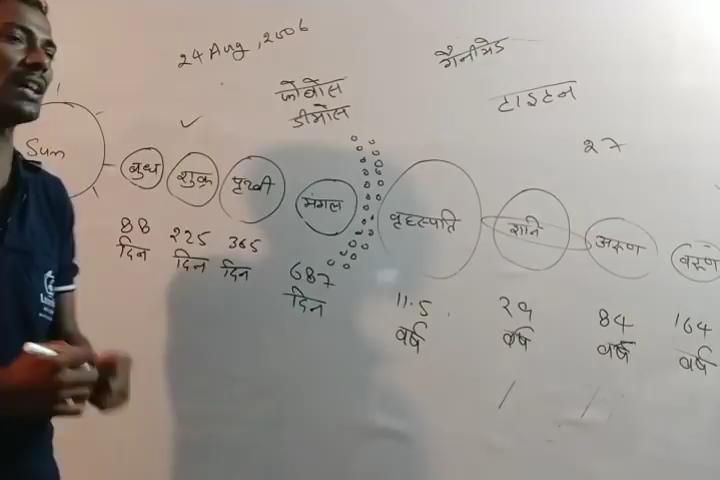 24 Aug, 2006
गैनीमेड
फोबोस
डीमोस
टाइटन
27
Sun
बुध
शुक्र
पृथ्वी
मंगल
वृहस्पति
शनि
अरुण
वरुण
88
दिन
225
दिन
365
दिन
687
दिन
11.5
वर्ष
29
वर्ष
84
वर्ष
164
वर्ष